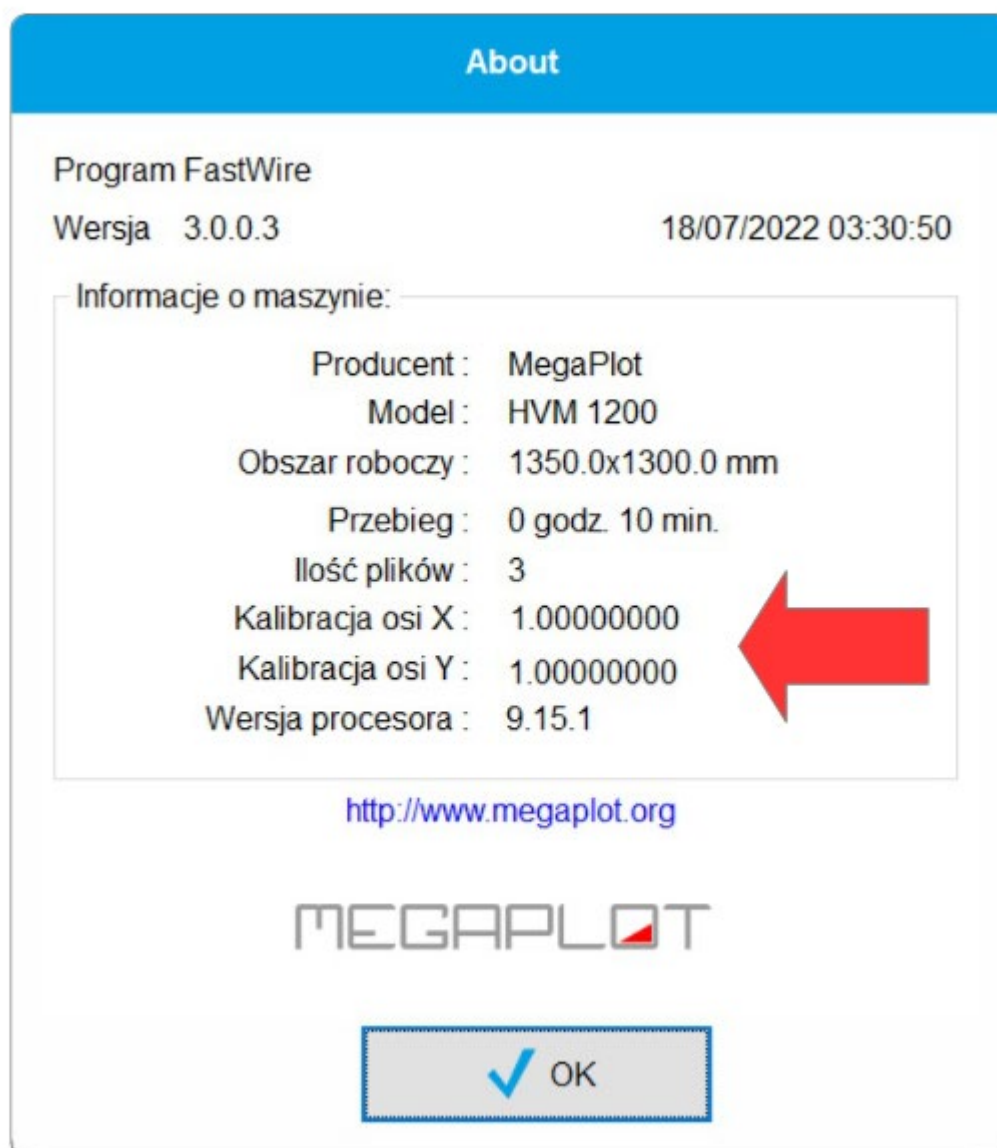 About
Program FastWire
Wersja 3.0.0.3 18/07/2022 03:30:50
Informacje o maszynie:
Producent : MegaPlot
Model : HVM 1200
Obszar roboczy : 1350.0x1300.0 mm
Przebieg : 0 godz. 10 min.
Ilość plików : 3
Kalibracja osi X : 1.00000000
Kalibracja osi Y : 1.00000000
Wersja procesora : 9.15.1
http://www.megaplot.org
MEGAPLOT
OK